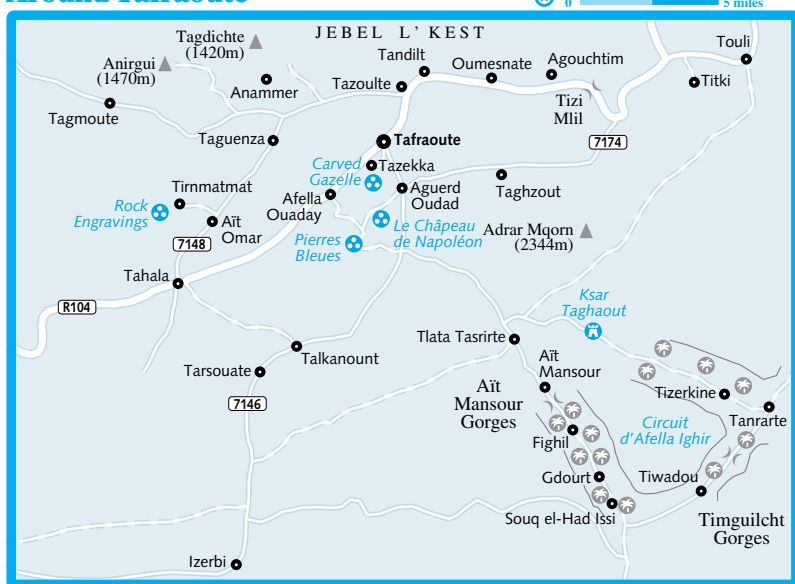 Around Tafraoute
0
5 miles
JEBEL L' KEST
Tagdichte
(1420m)
Anirgui
(1470m)
Tandilt
Touli
Oumesnate
Agouchtim
Anammer
Tazoulte
Titki
Tizi
Mlil
Tagmoute
Taguenza
Tafraoute
7174
Carved
Gazelle
Tazekka
Tirnmatmat
Aguerd
Oudad
Taghzout
Rock
Engravings
Afella
Ouaday
Aït
Omar
Le Châpeau
de Napoléon
Adrar Mqorn
(2344m)
7148
Pierres
Bleues
Tahala
R104
Ksar
Taghaout
Tlata Tasrirte
Talkanount
Aït
Mansour
Tarsouate
Aït
Mansour
Gorges
Tizerkine
7146
Tanrarte
Circuit
d'Afella Ighir
Fighil
Gdourt
Tiwadou
Souq el-Had Issi
Timguilcht
Gorges
Izerbi